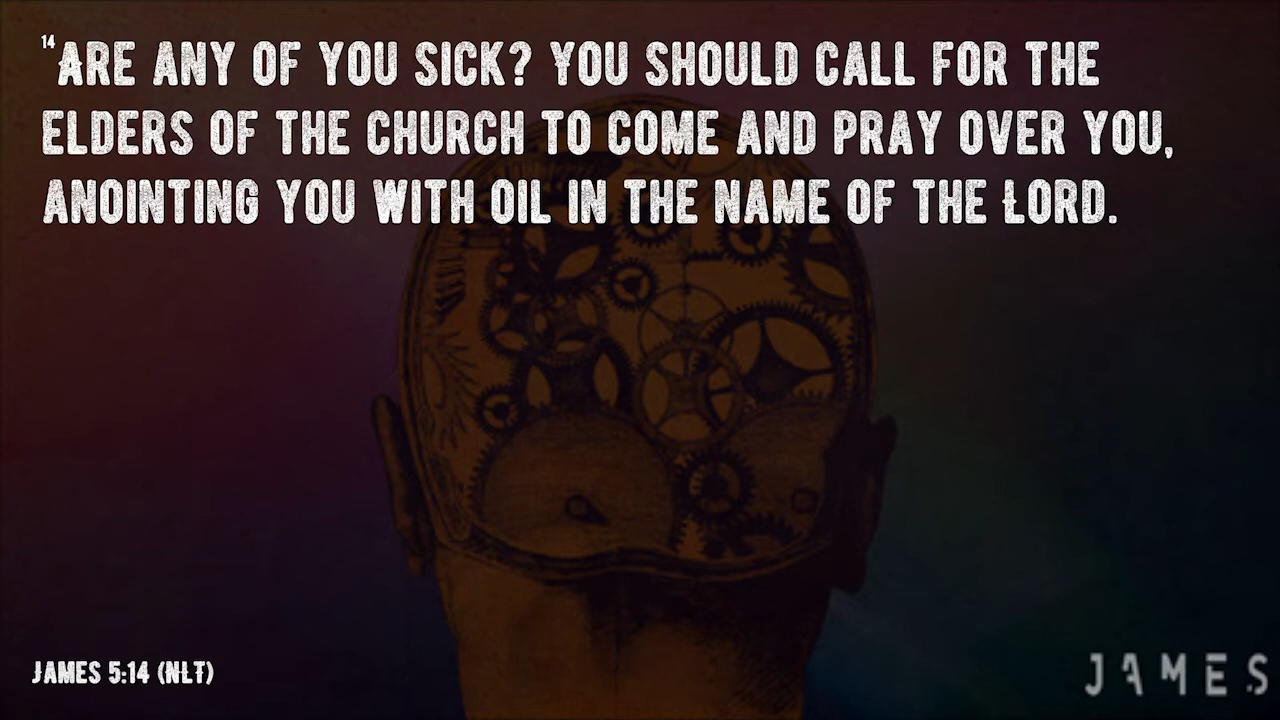 14ARE ANY OF YOU SICK? YOU SHOULD CALL FOR THE
ELDERS OF THE CHURCH TO COME AND PRAY OVER YOU,
ANOINTING YOU WITH OIL IN THE NAME OF THE LORD.
JAMES 5:14 (NLT)
JAMES